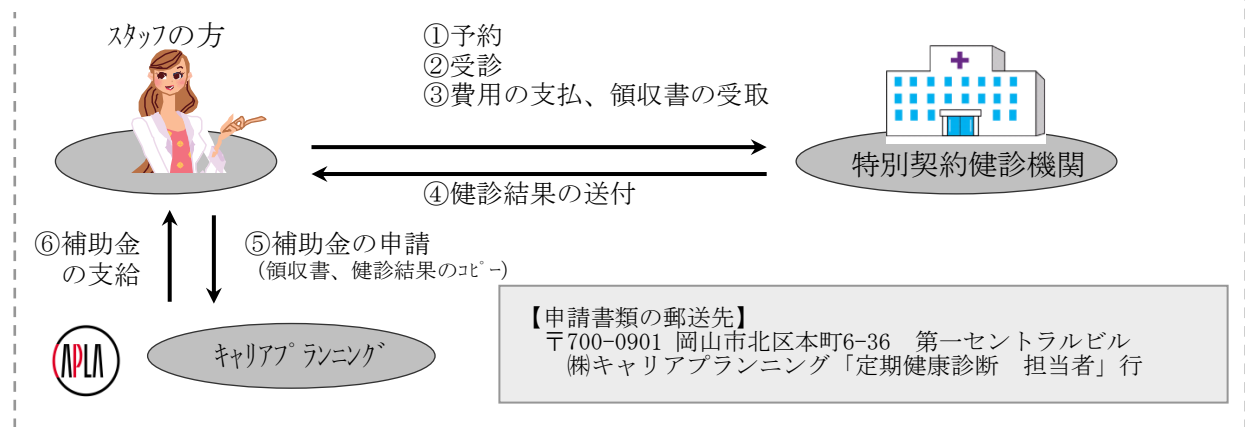 ｽﾀｯﾌの方
①予約
②受診
③費用の支払、領収書の受取
特別契約健診機関
④健診結果の送付
⑥補助金
の支給
⑤補助金の申請
(領収書、健診結果のｺﾋﾟｰ)
APLA
ｷｬﾘｱﾌﾟﾗﾝﾆﾝｸﾞ
【申請書類の郵送先】
〒700-0901 岡山市北区本町6-36　第一セントラルビル
㈱キャリアプランニング「定期健康診断　担当者」行